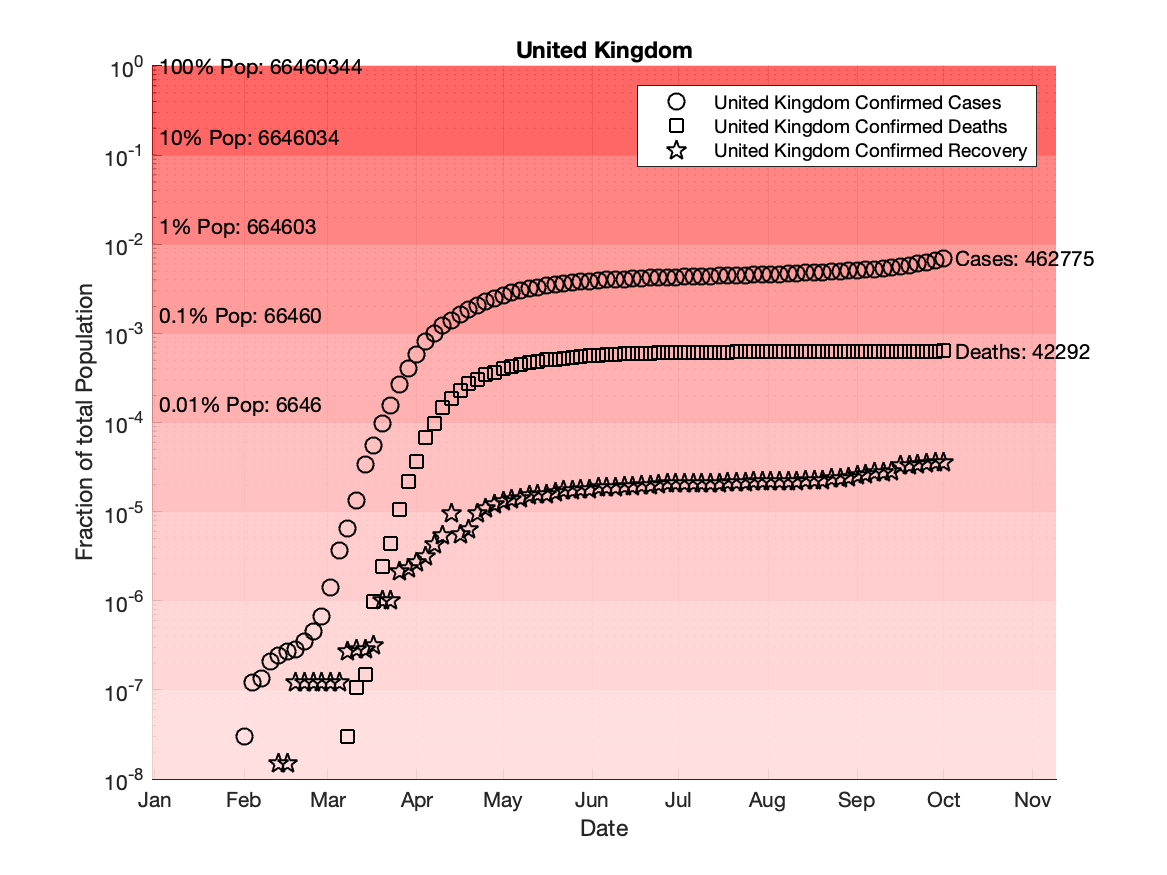 United Kingdom
10^0
10^-1
10^-2
10^-3
10^-4
10^-5
10^-6
10^-7
10^-8
Fraction of total Population
100% Pop: 66460344
10% Pop: 6646034
1% Pop: 664603
0.1% Pop: 66460
0.01% Pop: 6646
United Kingdom Confirmed Cases
United Kingdom Confirmed Deaths
United Kingdom Confirmed Recovery
Cases: 462775
Deaths: 42292
Jan Feb Mar Apr May Jun Jul Aug Sep Oct Nov
Date